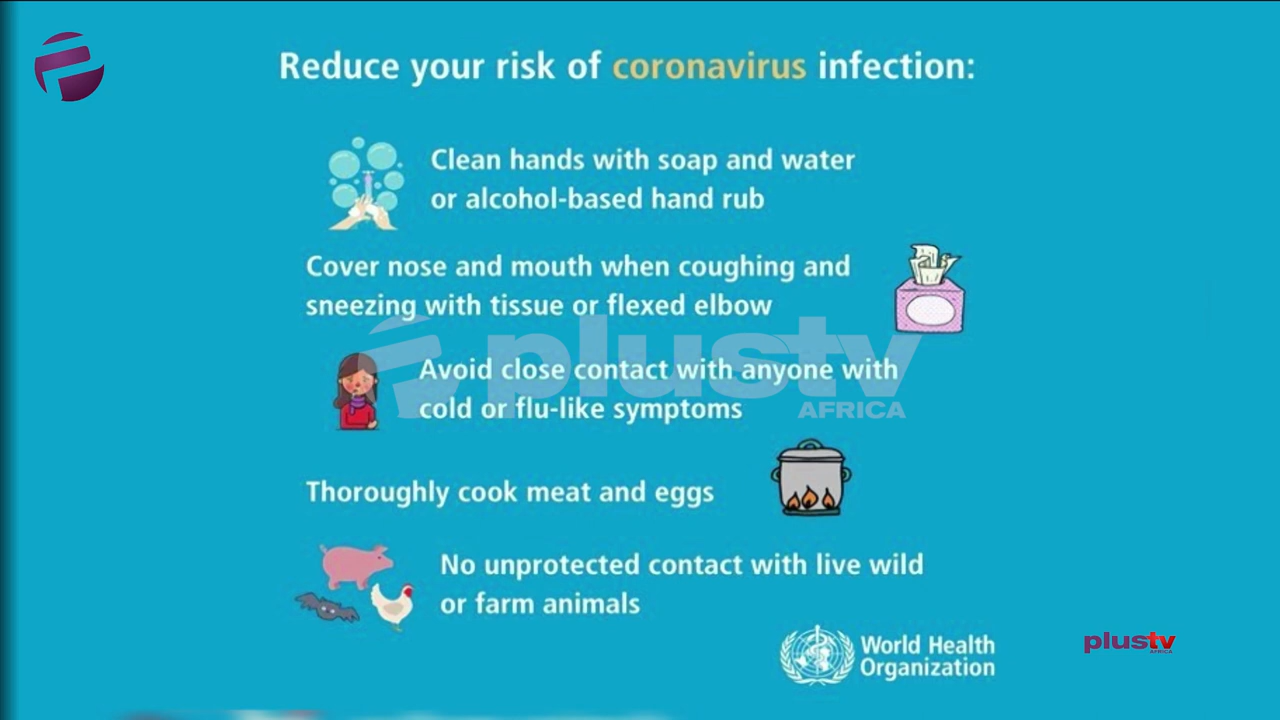 Reduce your risk of coronavirus infection:
Clean hands with soap and water
or alcohol-based hand rub
Cover nose and mouth when coughing and
sneezing with tissue or flexed elbow
plustv
AFRICA
Avoid close contact with anyone with
cold or flu-like symptoms
Thoroughly cook meat and eggs
No unprotected contact with live wild
or farm animals
World Health
Organization
plustv
AFRICA